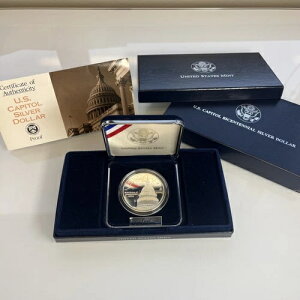 Certificate of
Authenticity
U.S.
CAPITOL
SILVER
DOLLAR
Proof
UNITED STATES MINT
U.S. CAPITOL BICENTENNIAL SILVER DOLLAR